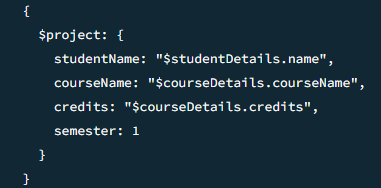 {
  $project: {
    studentName: "$studentDetails.name",
    courseName: "$courseDetails.courseName",
    credits: "$courseDetails.credits",
    semester: 1
  }
}